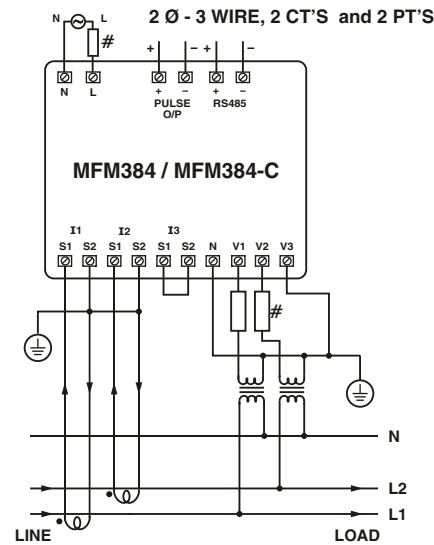 2 Ø - 3 WIRE, 2 CT'S and 2 PT'S
N L
#
+ – + –
N L + – + –
PULSE O/P RS485
MFM384 / MFM384-C
I1 I2 I3
S1 S2 S1 S2 S1 S2 N V1 V2 V3
#
N
L2
L1
LINE LOAD